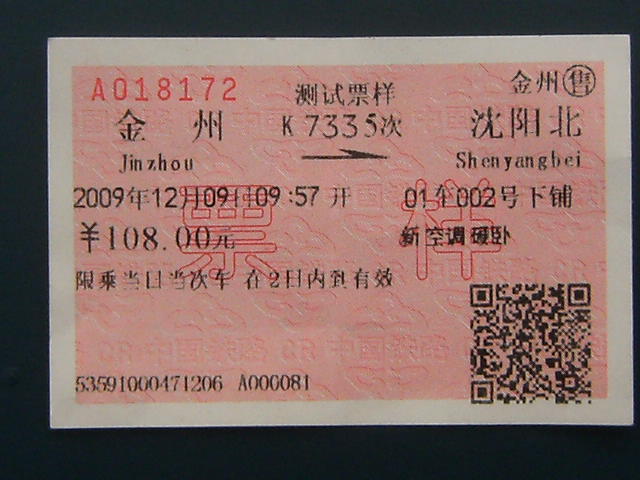 A018172 测试票样 金州售
金州 K7335次 沈阳北
Jinzhou Shenyangbei
2009年12月09日09:57开 01车002号下铺
¥108.00元 新空调硬卧
票样
限乘当日当次车 在2日内到有效
53591000471206 A000081